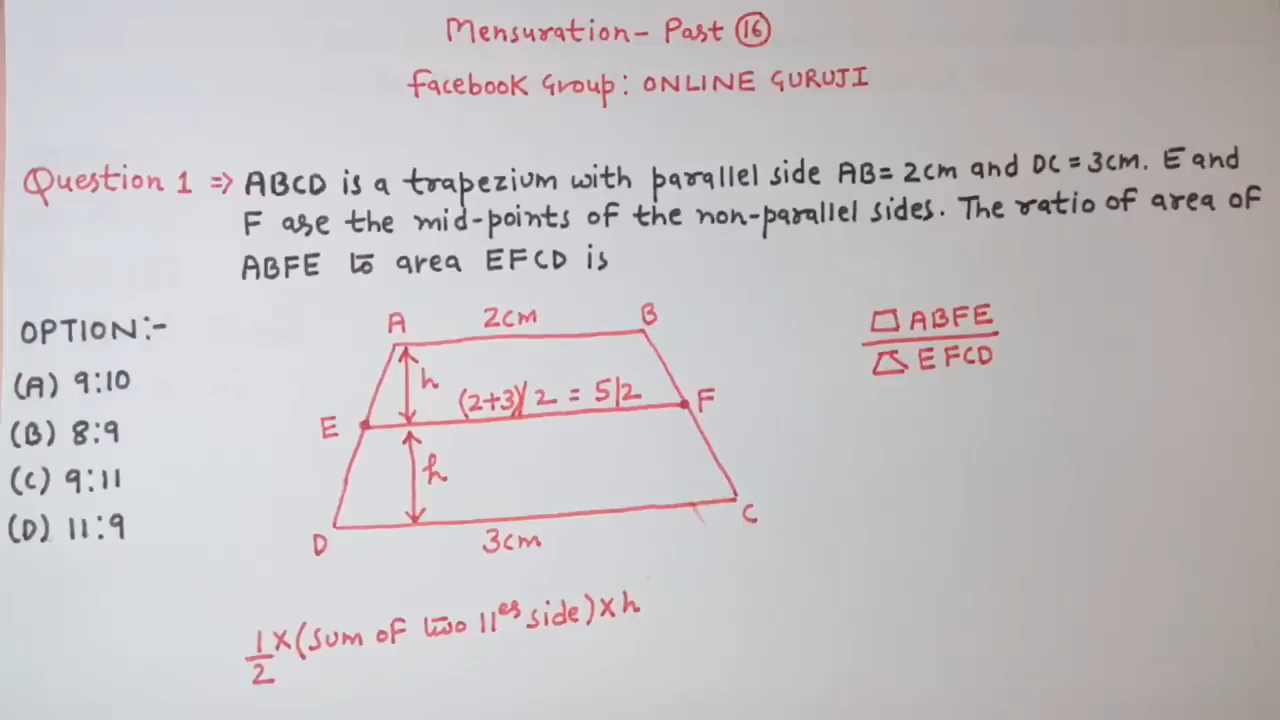 Mensuration- Part 16
facebook Group: ONLINE GURUJI
Question 1 => ABCD is a trapezium with parallel side AB= 2cm and DC = 3cm. E and
F are the mid-points of the non-parallel sides. The ratio of area of
ABFE to area EFCD is
OPTION:-
(A) 9:10
(B) 8:9
(C) 9:11
(D) 11:9
A 2cm B
h
(2+3)/2 = 5/2
E F
h
D 3cm C
□ ABFE
EFCD
1/2 x (sum of two 11es side) x h